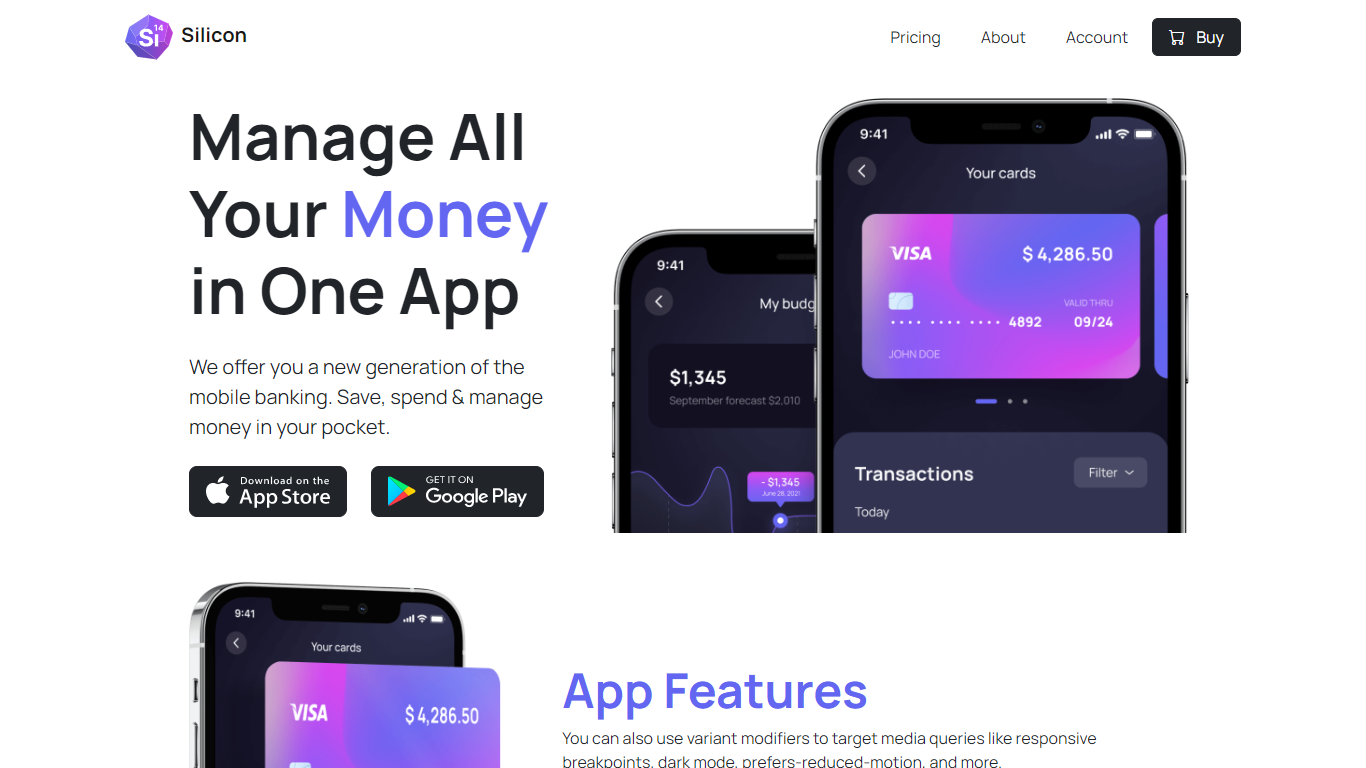 Si
14
Silicon
Pricing
About
Account
Buy
Manage All
Your Money
in One App
We offer you a new generation of the
mobile banking. Save, spend & manage
money in your pocket.
Download on the
App Store
GET IT ON
Google Play
9:41
My budg
$1,345
September forecast $2,010
- $1,345
June 28, 2021
9:41
Your cards
VISA
$ 4,286.50
VALID THRU
•••• •••• •••• 4892
09/24
JOHN DOE
Transactions
Filter
Today
9:41
Your cards
VISA
$ 4,286.50
App Features
You can also use variant modifiers to target media queries like responsive
breakpoints, dark mode, prefers-reduced-motion, and more.